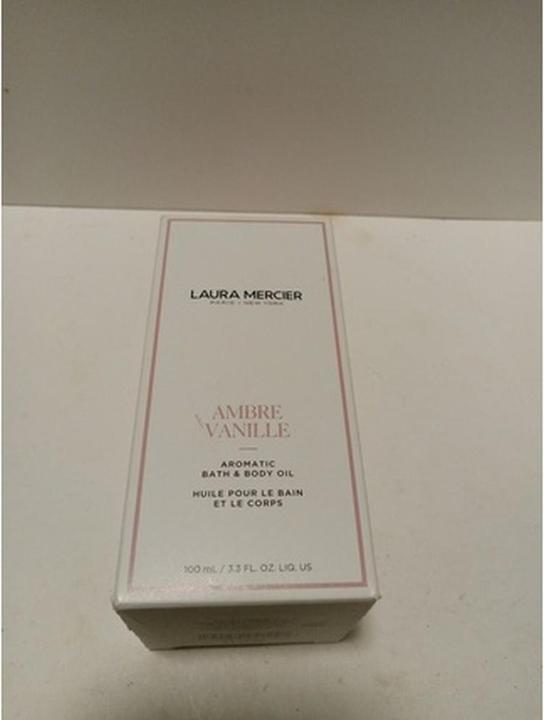 LAURA MERCIER
PARIS • NEW YORK
AMBRE
VANILLE
AROMATIC
BATH & BODY OIL
HUILE POUR LE BAIN
ET LE CORPS
100 mL / 3.3 FL. OZ. LIQ. US